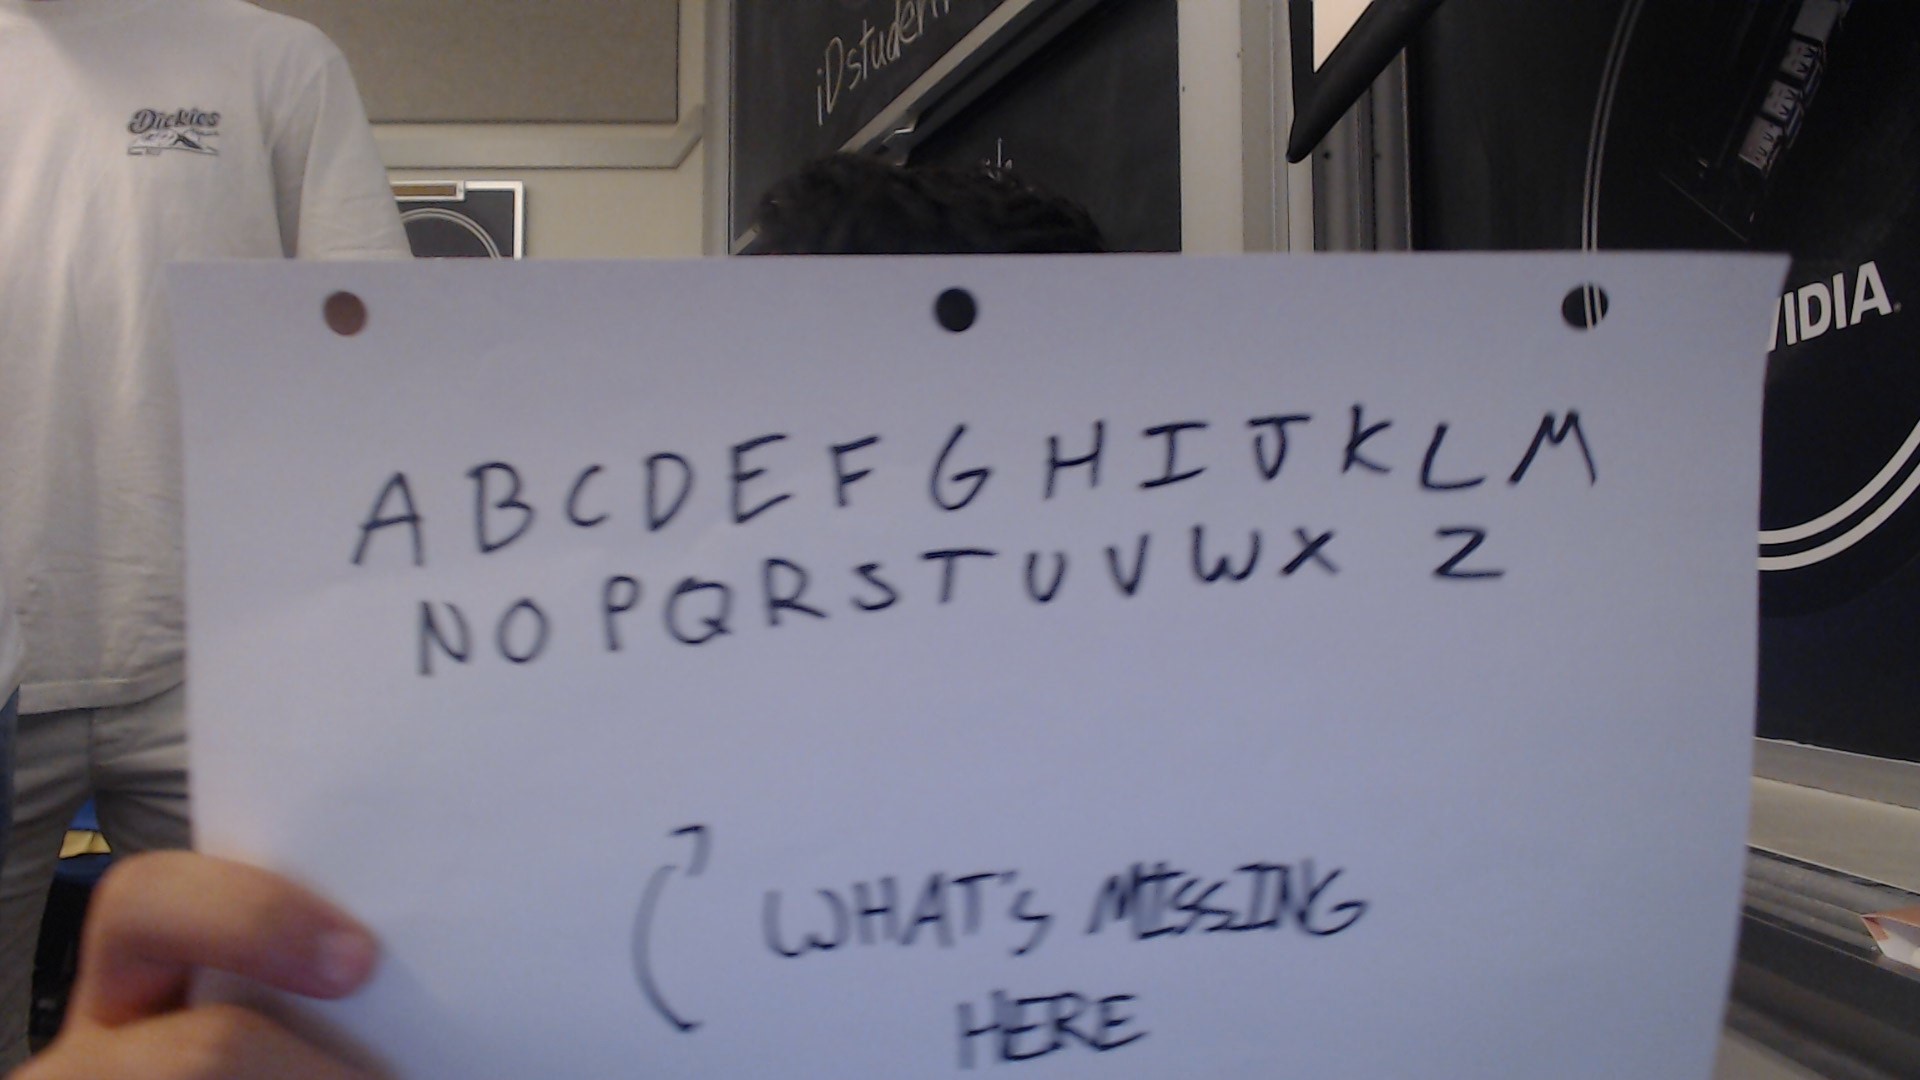 Dickies
iDstudent
VIDIA
A B C D E F G H I J K L M
N O P Q R S T U V W X Z
WHAT'S MISSING
HERE